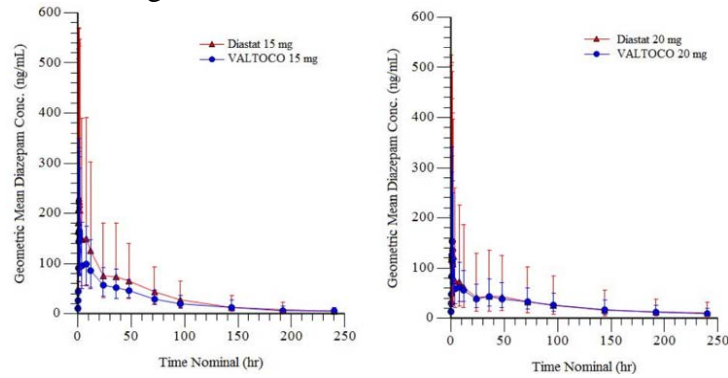 600
500
400
300
200
100
0
Geometric Mean Diazepam Conc. (ng/mL)
Diastat 15 mg
VALTOCO 15 mg
0 50 100 150 200 250
Time Nominal (hr)
600
500
400
300
200
100
0
Geometric Mean Diazepam Conc. (ng/mL)
Diastat 20 mg
VALTOCO 20 mg
0 50 100 150 200 250
Time Nominal (hr)